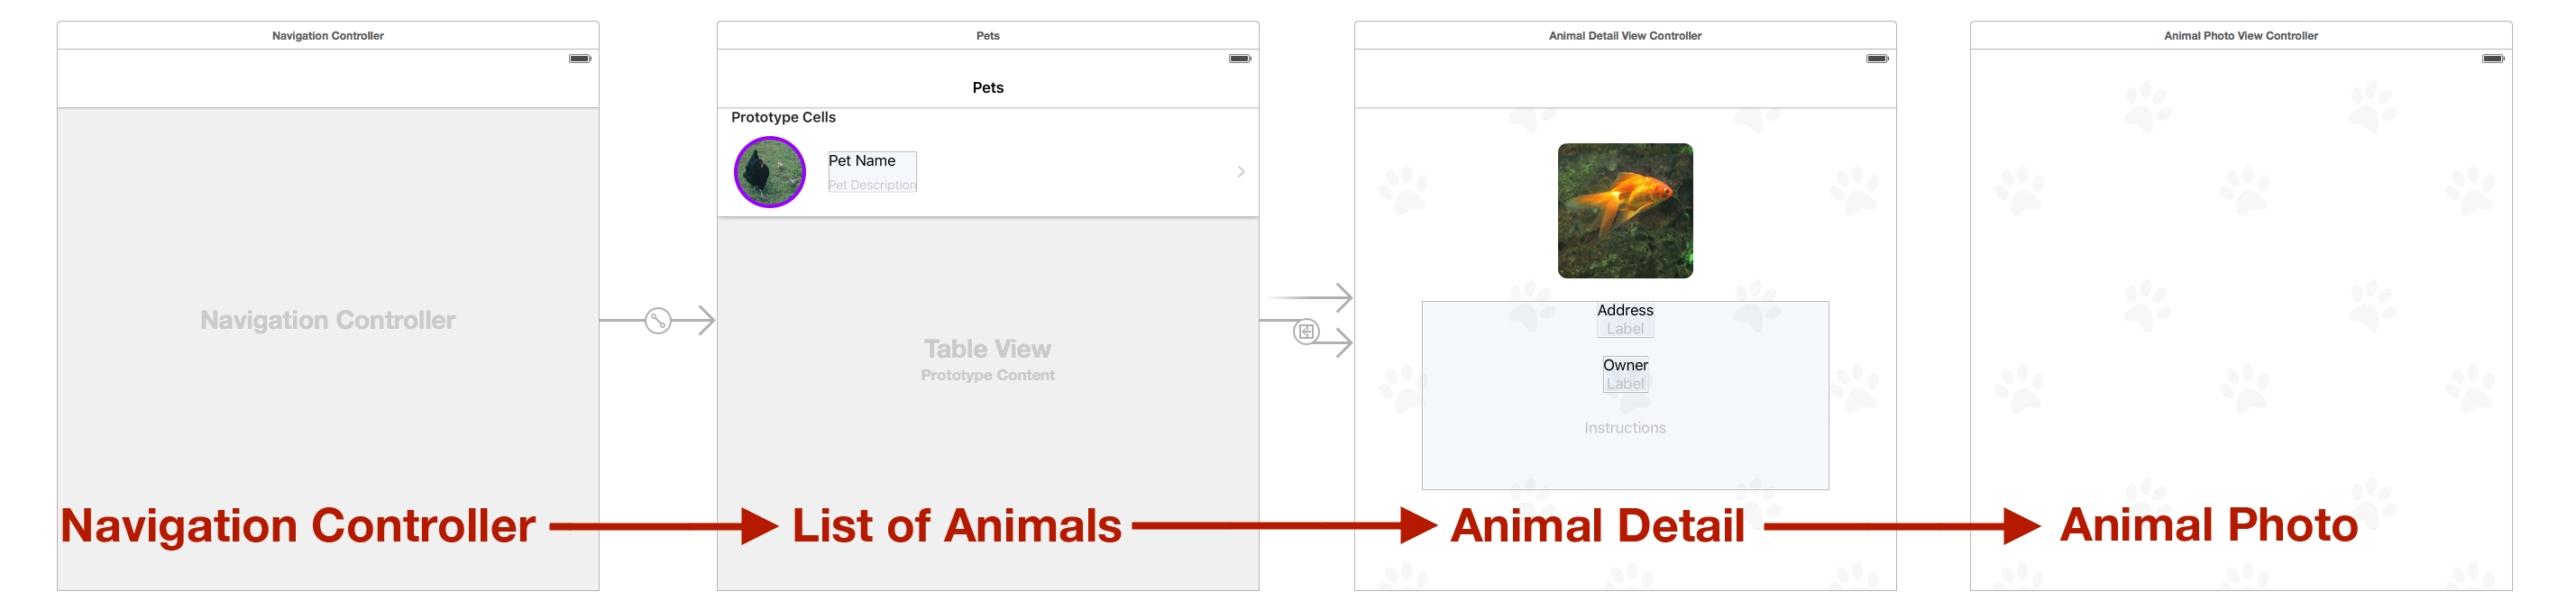 Navigation Controller
Navigation Controller
Navigation Controller
Pets
Pets
Prototype Cells
Pet Name
Pet Description
Table View
Prototype Content
List of Animals
Animal Detail View Controller
Address
Label
Owner
Label
Instructions
Animal Detail
Animal Photo View Controller
Animal Photo